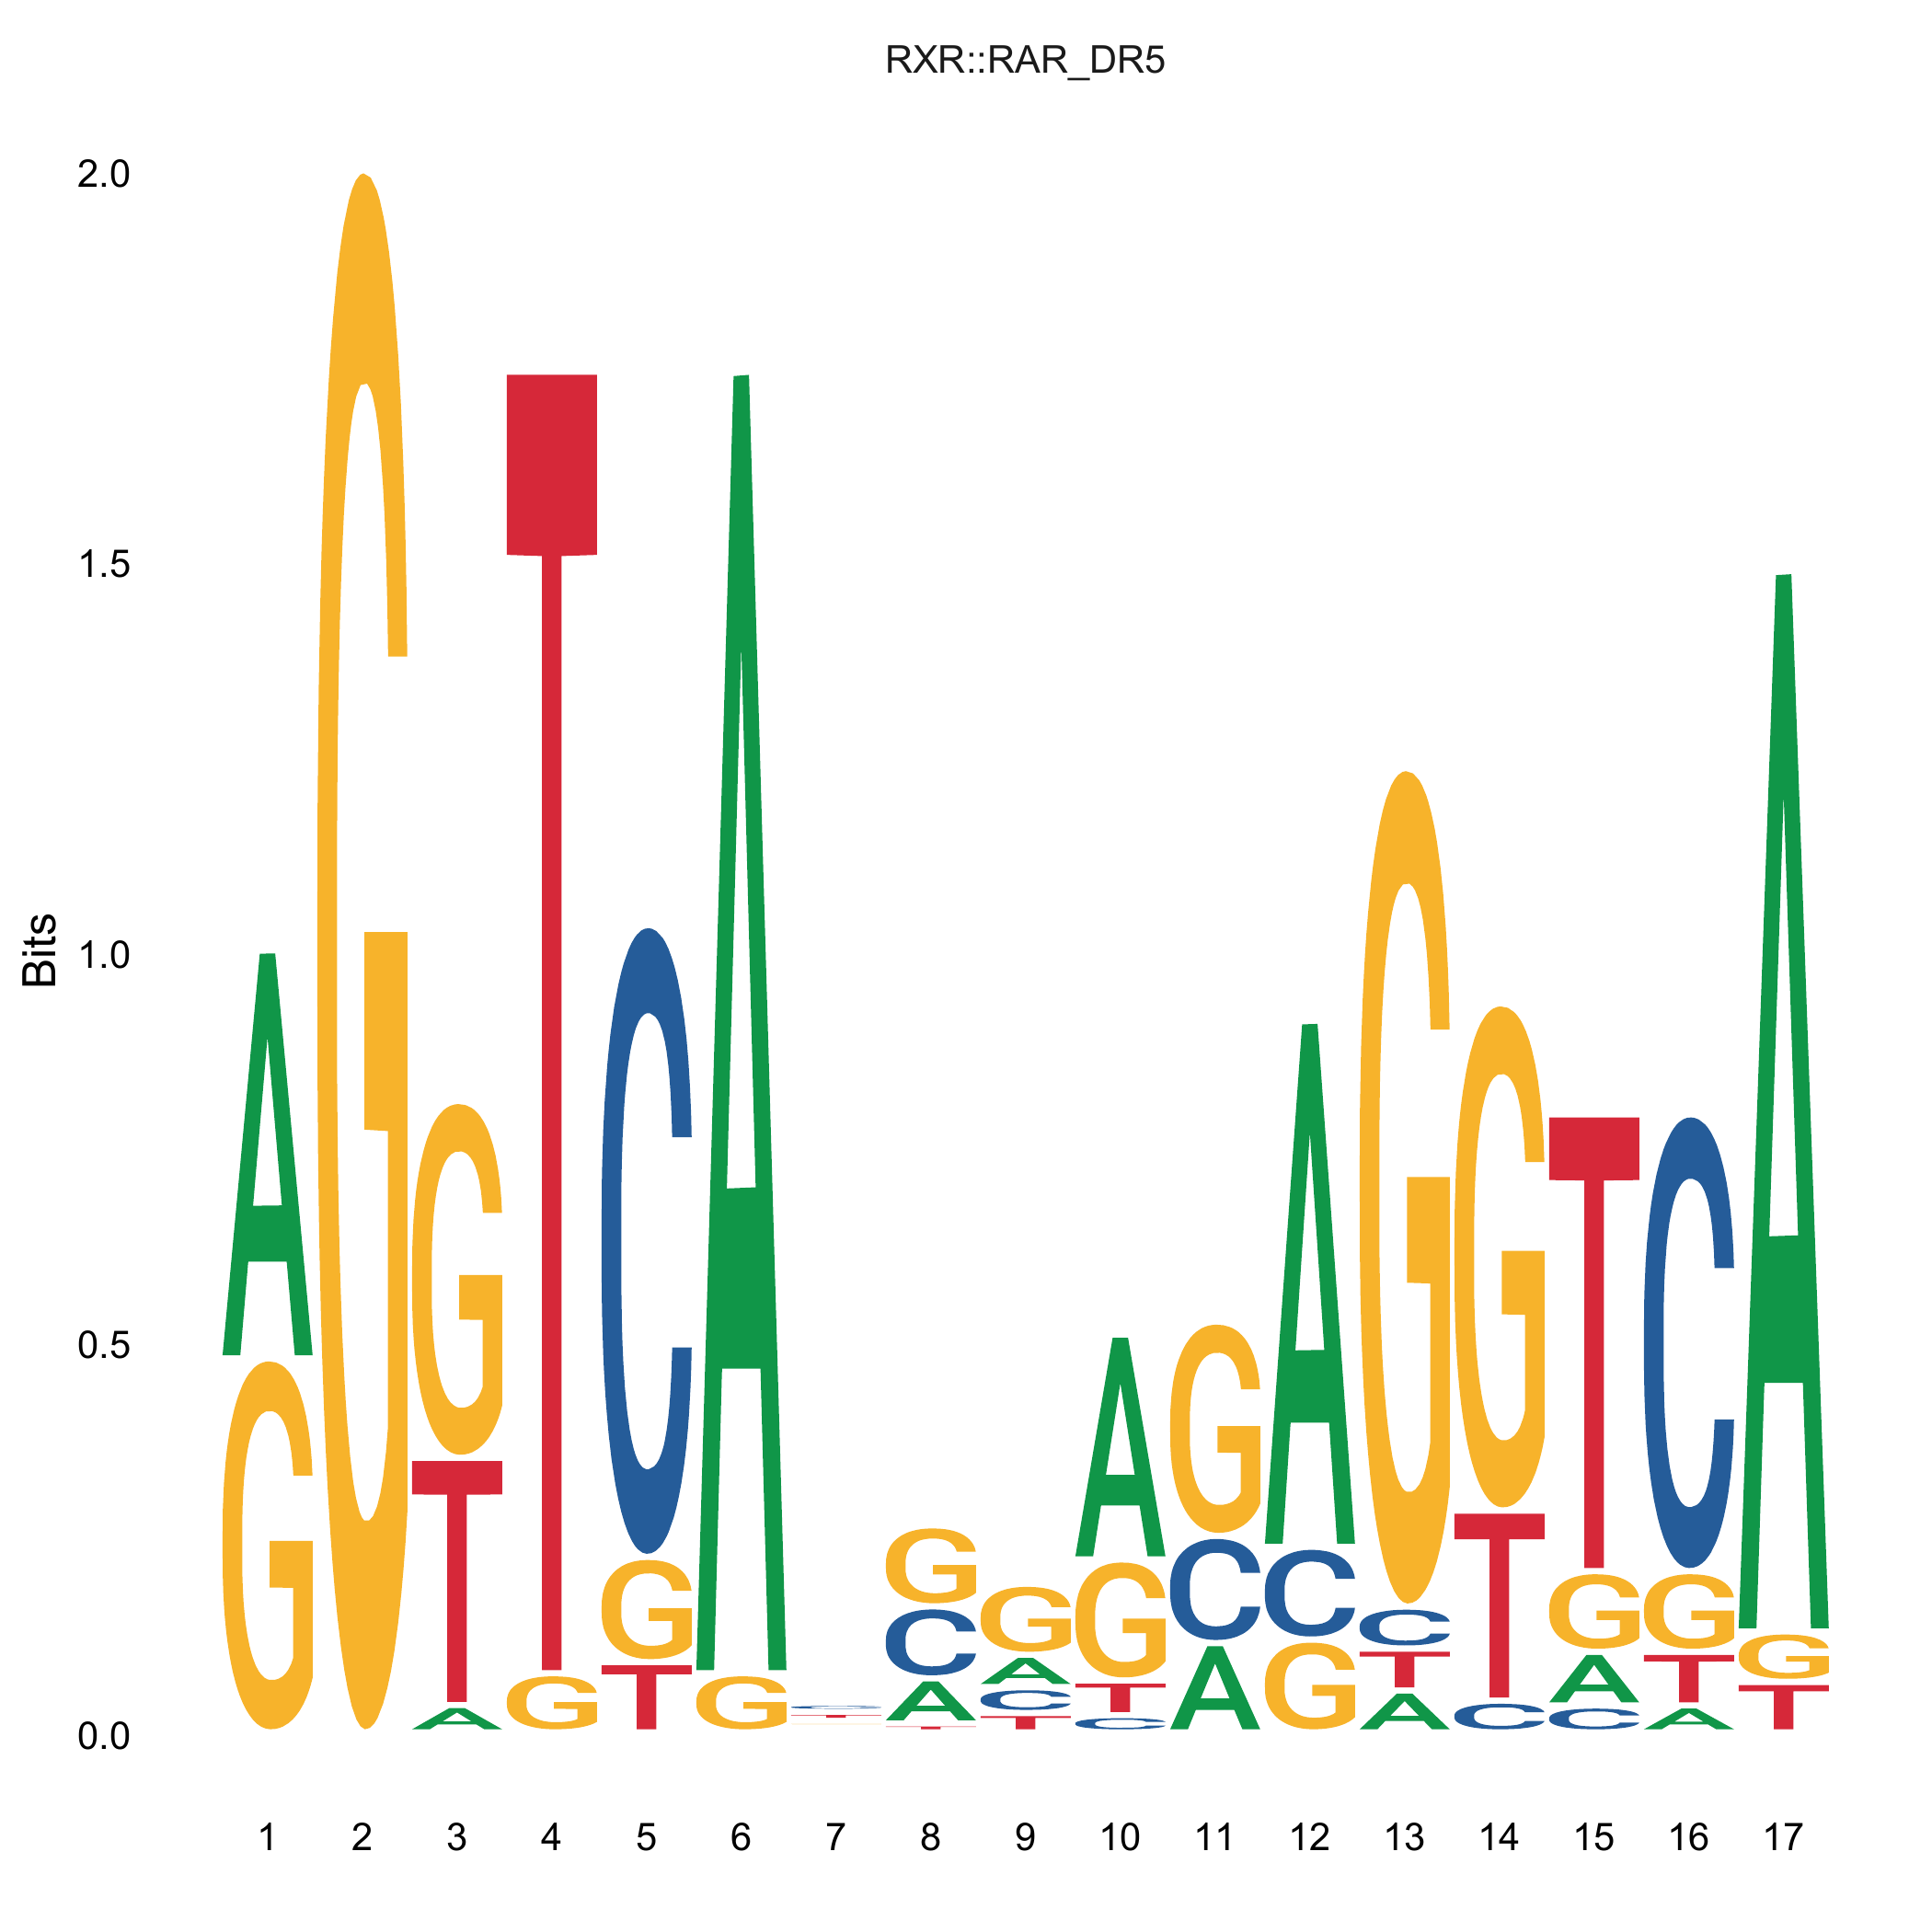 RXR::RAR_DR5
2.0
1.5
1.0
0.5
0.0
Bits
A G G T C A G G A G A G G T C A
G T G G G C A G C C C T G G G
A T A C T A G T A T T
T C A C C A
1 2 3 4 5 6 7 8 9 10 11 12 13 14 15 16 17